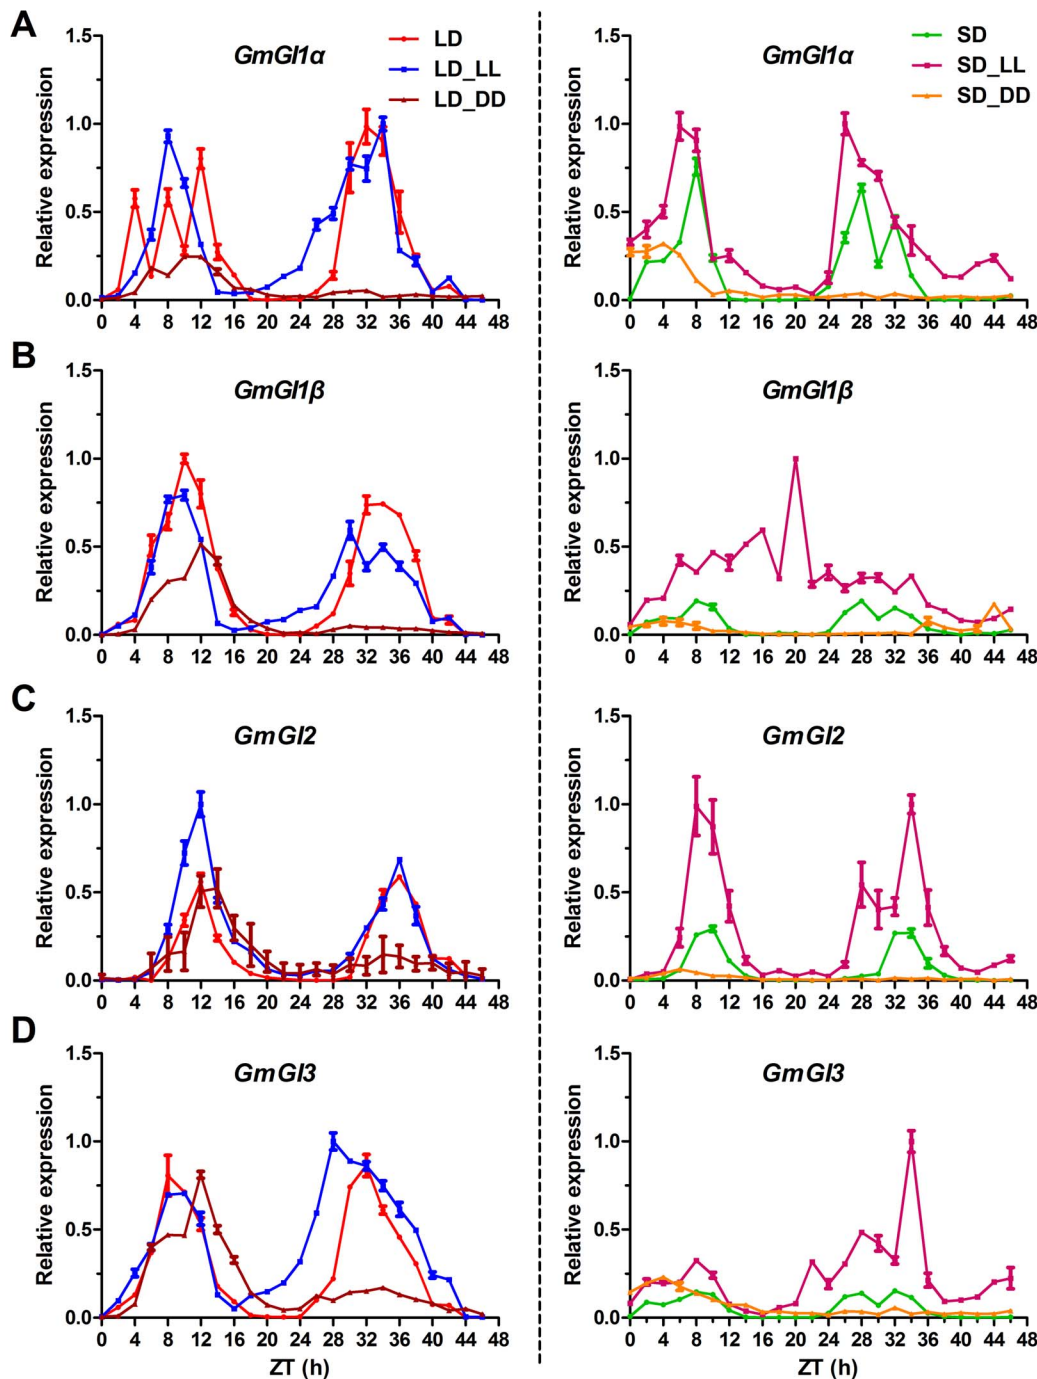 A
GmGI1α
LD
LD_LL
LD_DD
Relative expression
1.5
1.0
0.5
0.0
0 4 8 12 16 20 24 28 32 36 40 44 48
GmGI1α
SD
SD_LL
SD_DD
Relative expression
1.5
1.0
0.5
0.0
0 4 8 12 16 20 24 28 32 36 40 44 48
B
GmGI1β
Relative expression
1.5
1.0
0.5
0.0
0 4 8 12 16 20 24 28 32 36 40 44 48
GmGI1β
Relative expression
1.5
1.0
0.5
0.0
0 4 8 12 16 20 24 28 32 36 40 44 48
C
GmGI2
Relative expression
1.5
1.0
0.5
0.0
0 4 8 12 16 20 24 28 32 36 40 44 48
GmGI2
Relative expression
1.5
1.0
0.5
0.0
0 4 8 12 16 20 24 28 32 36 40 44 48
D
GmGI3
Relative expression
1.5
1.0
0.5
0.0
0 4 8 12 16 20 24 28 32 36 40 44 48
ZT (h)
GmGI3
Relative expression
1.5
1.0
0.5
0.0
0 4 8 12 16 20 24 28 32 36 40 44 48
ZT (h)